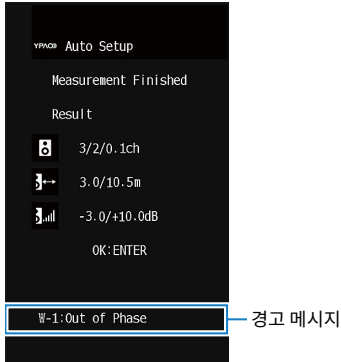 YPAO Auto Setup
Measurement Finished
Result
3/2/0.1ch
3.0/10.5m
-3.0/+10.0dB
OK:ENTER
W-1:Out of Phase
경고 메시지